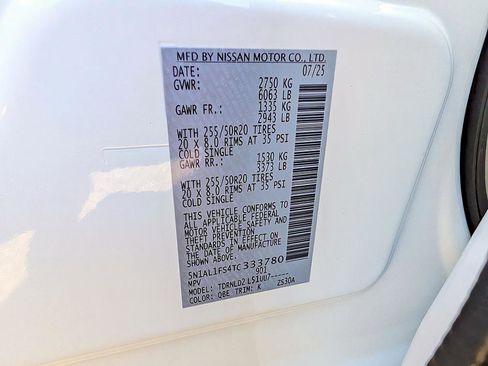 MFD BY NISSAN MOTOR CO., LTD.
DATE: 07/25
GVWR: 2750 KG
6063 LB
GAWR FR.: 1335 KG
2943 LB
WITH 255/50R20 TIRES
20 X 8.0 RIMS AT 35 PSI
COLD SINGLE
GAWR RR.: 1530 KG
3373 LB
WITH 255/50R20 TIRES
20 X 8.0 RIMS AT 35 PSI
COLD SINGLE
THIS VEHICLE CONFORMS TO
ALL APPLICABLE FEDERAL
MOTOR VEHICLE SAFETY AND
THEFT PREVENTION
STANDARDS IN EFFECT ON
THE DATE OF MANUFACTURE
5N1AL1FS4TC333780
MPV 901
MODEL: TDRNLD2 L51UU7-----
COLOR: QBE TRIM: K ZS30A